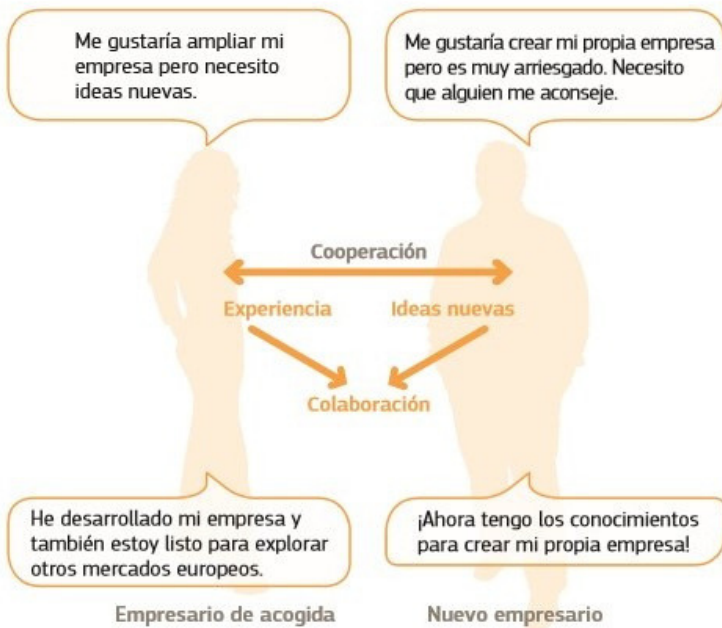 Me gustaría ampliar mi
empresa pero necesito
ideas nuevas.
Me gustaría crear mi propia empresa
pero es muy arriesgado. Necesito
que alguien me aconseje.
Cooperación
Experiencia
Ideas nuevas
Colaboración
He desarrollado mi empresa y
también estoy listo para explorar
otros mercados europeos.
¡Ahora tengo los conocimientos
para crear mi propia empresa!
Empresario de acogida
Nuevo empresario